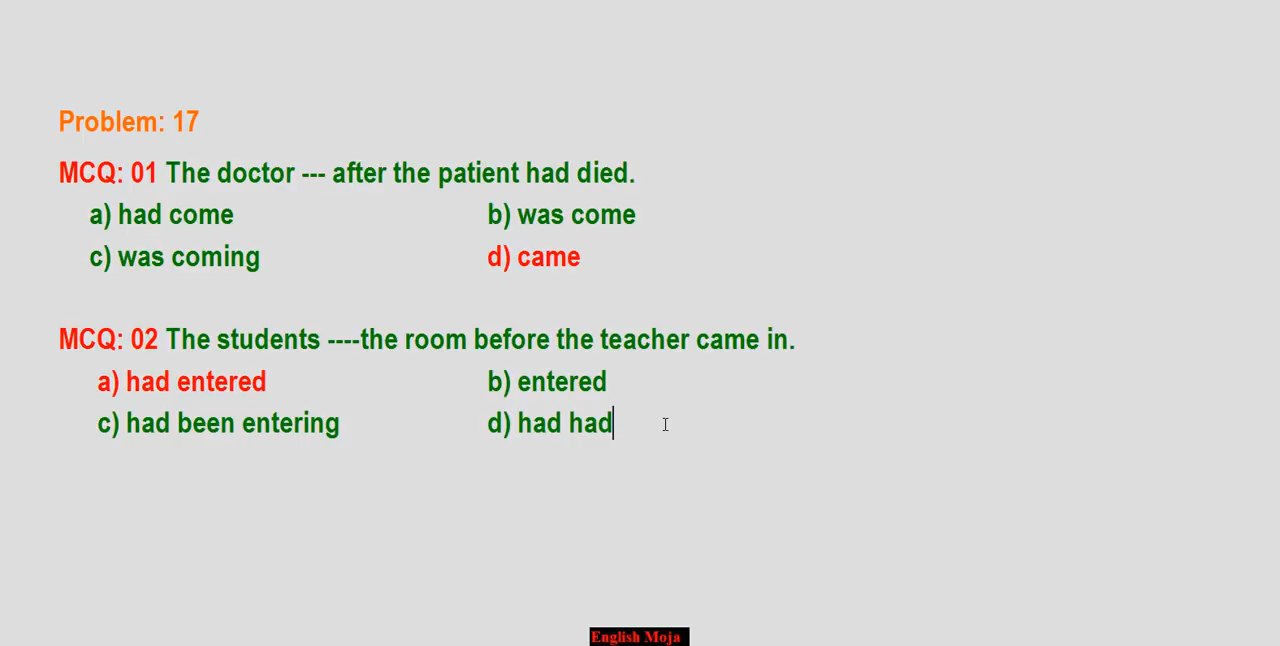 Problem: 17
MCQ: 01 The doctor --- after the patient had died.
a) had come b) was come
c) was coming d) came
MCQ: 02 The students ----the room before the teacher came in.
a) had entered b) entered
c) had been entering d) had had
English Moja